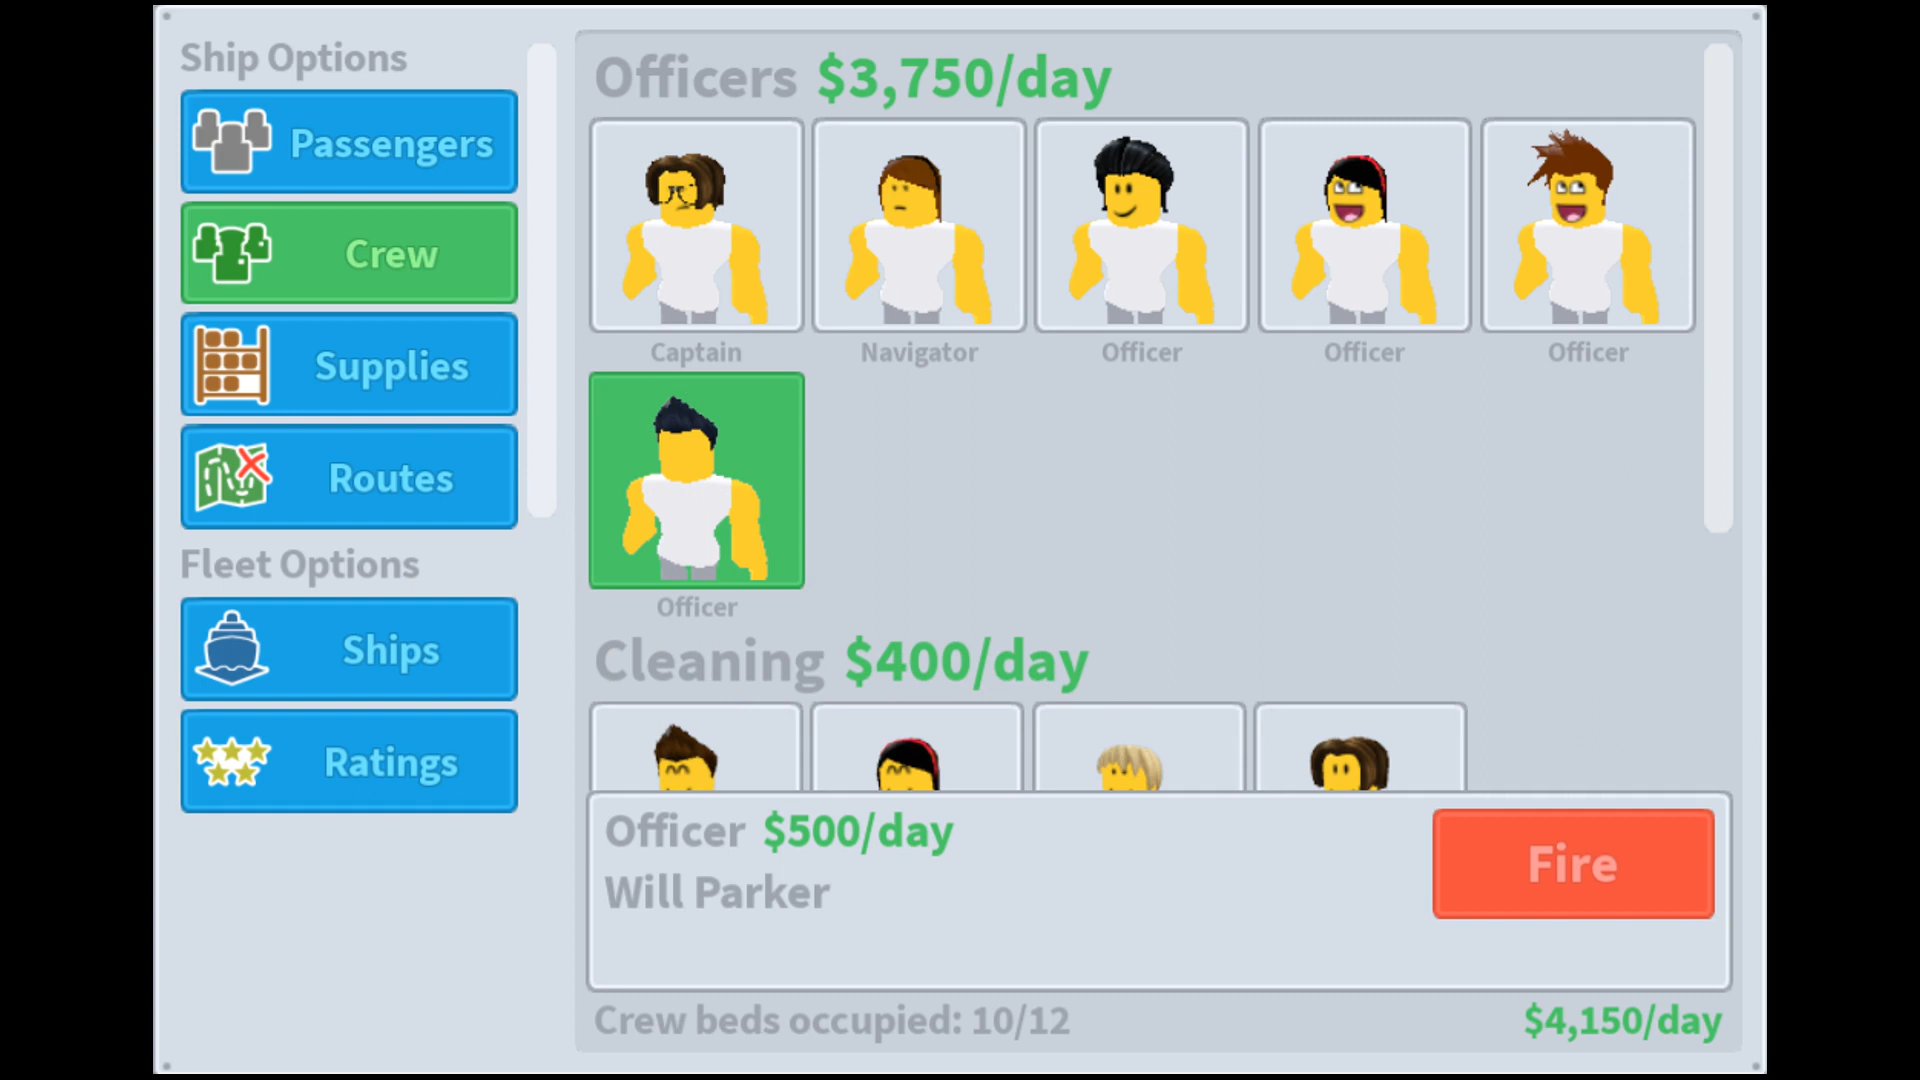 Ship Options
Passengers
Crew
Supplies
Routes
Fleet Options
Ships
Ratings
Officers $3,750/day
Captain
Navigator
Officer
Officer
Officer
Officer
Cleaning $400/day
Officer $500/day
Will Parker
Fire
Crew beds occupied: 10/12
$4,150/day